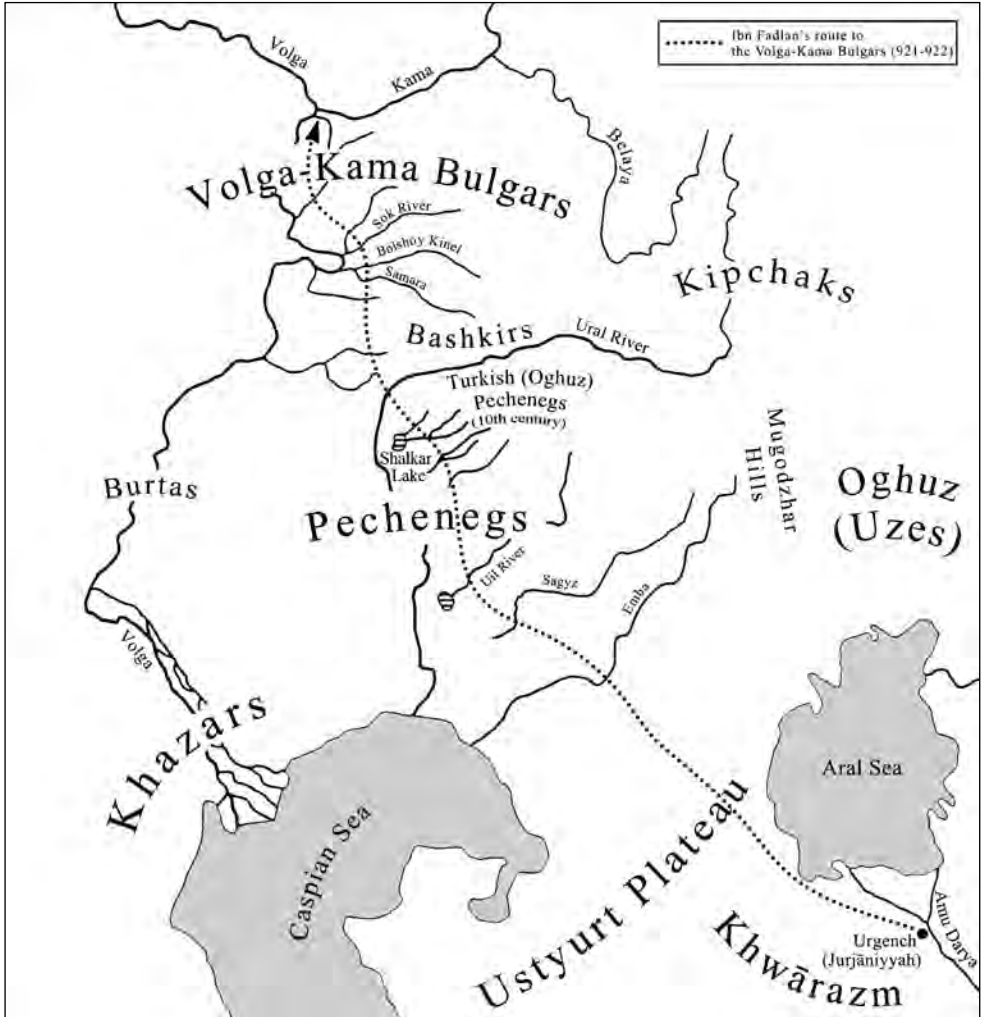 Ibn Fadlan's route to
the Volga-Kama Bulgars (921-922)
Volga
Kama
Belaya
Volga-Kama Bulgars
Sok River
Bolshoy Kinel
Samara
Kipchaks
Bashkirs
Ural River
Turkish (Oghuz)
Pechenegs
(10th century)
Shalkar
Lake
Mugodzhar
Hills
Oghuz
(Uzes)
Burtas
Pechenegs
Uil River
Sagyz
Emba
Volga
Khazars
Aral Sea
Caspian Sea
Ustyurt Plateau
Amu Darya
Urgench
(Jurjāniyyah)
Khwārazm